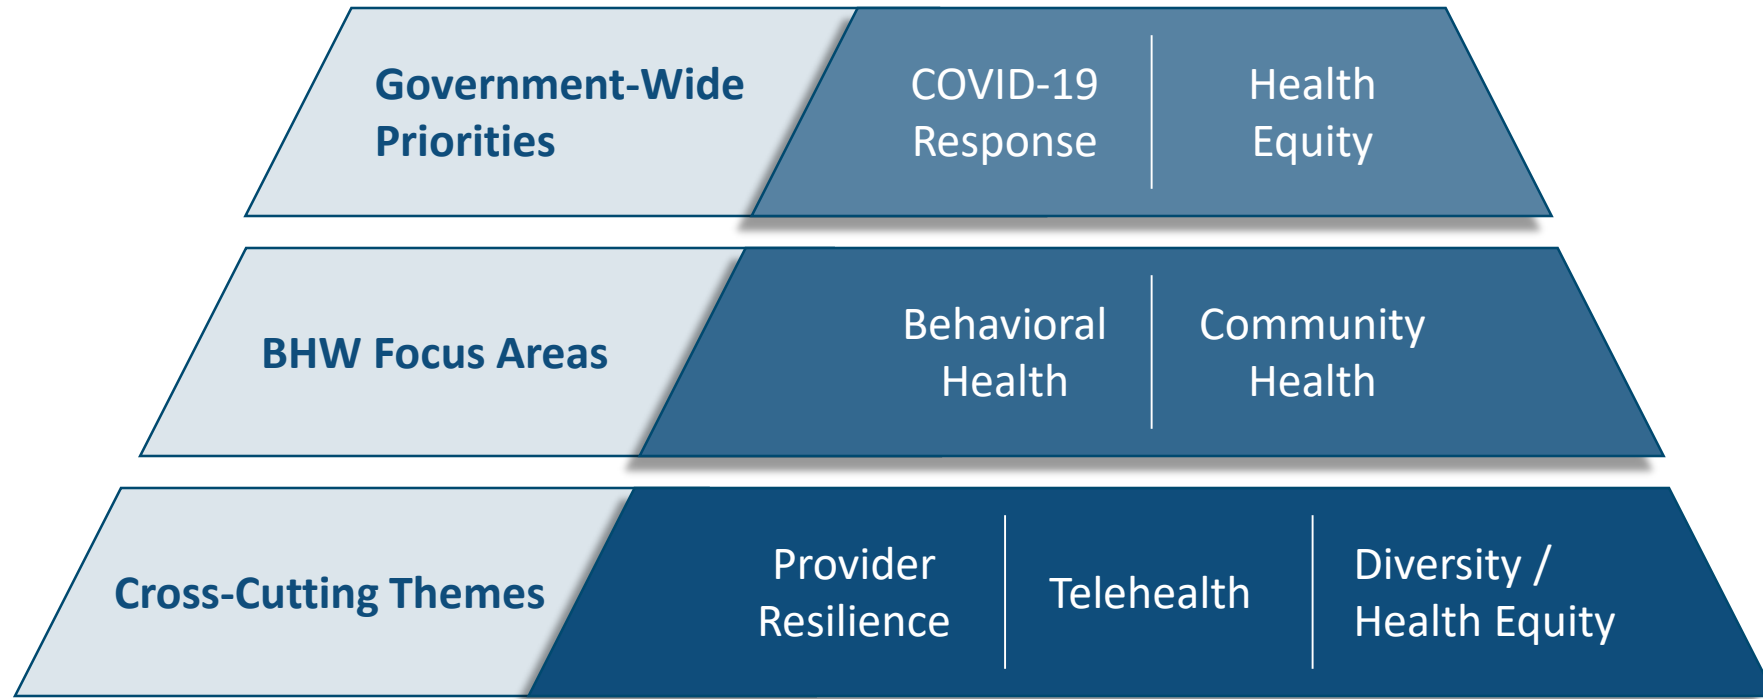 Government-Wide
Priorities
COVID-19
Response
Health
Equity
BHW Focus Areas
Behavioral
Health
Community
Health
Cross-Cutting Themes
Provider
Resilience
Telehealth
Diversity /
Health Equity